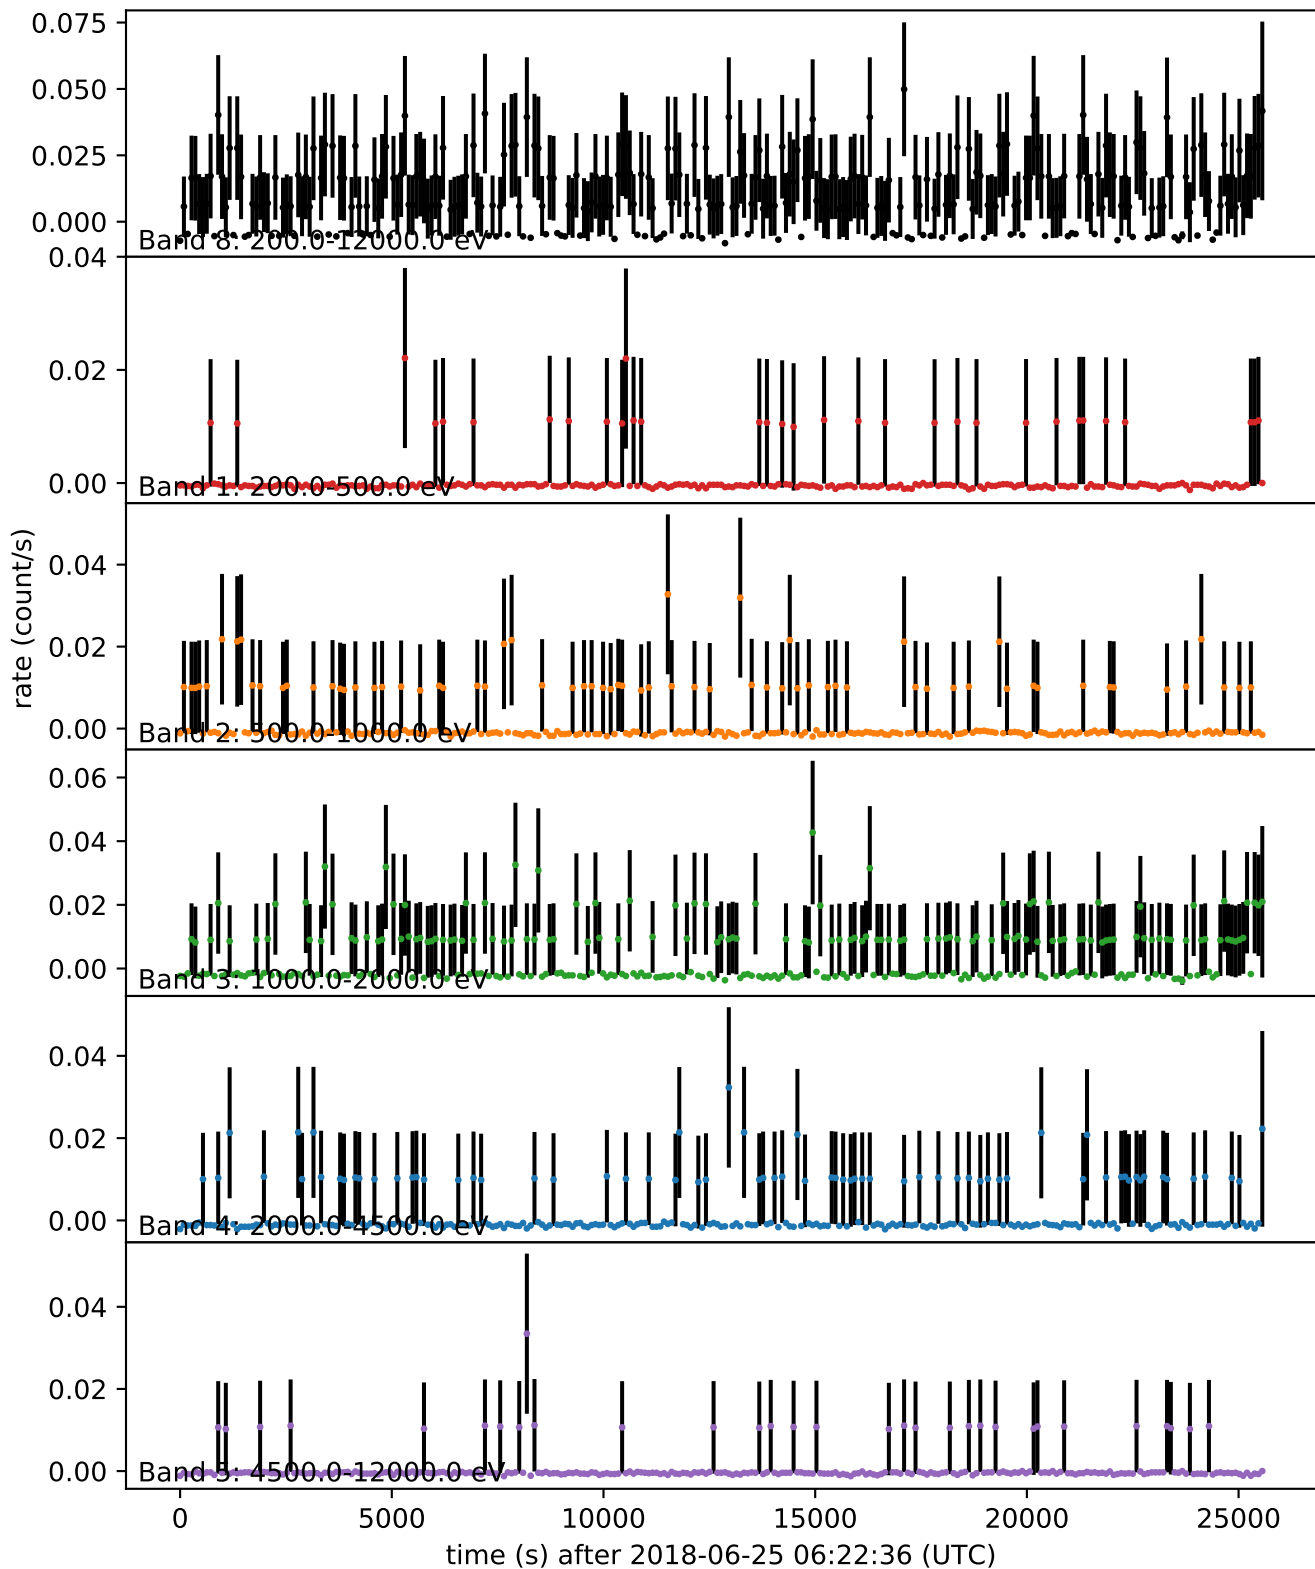 0.075
0.050
0.025
0.000
Band 8: 200.0-12000.0 eV
0.04
0.02
0.00
Band 1: 200.0-500.0 eV
rate (count/s)
0.04
0.02
0.00
Band 2: 500.0-1000.0 eV
0.06
0.04
0.02
0.00
Band 3: 1000.0-2000.0 eV
0.04
0.02
0.00
Band 4: 2000.0-4500.0 eV
0.04
0.02
0.00
Band 5: 4500.0-12000.0 eV
0 5000 10000 15000 20000 25000
time (s) after 2018-06-25 06:22:36 (UTC)